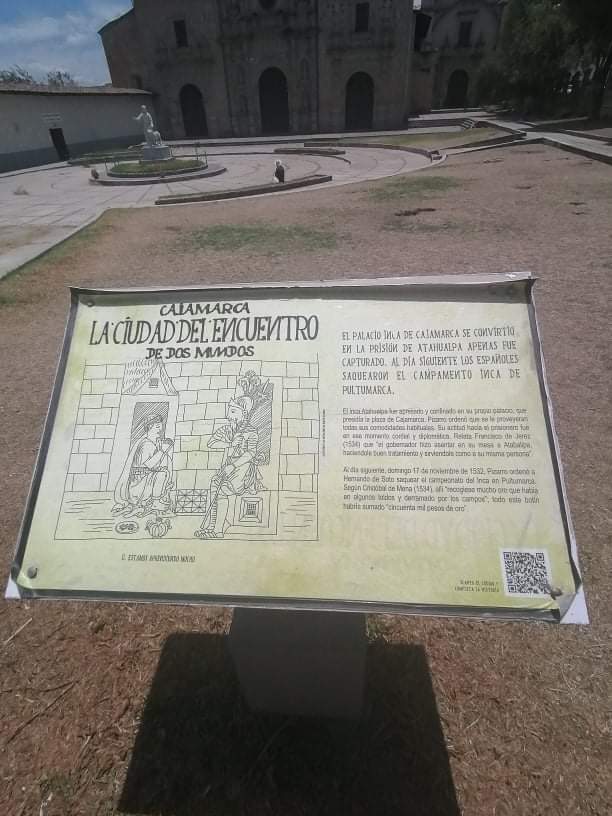 CAJAMARCA
LA CIUDAD DEL ENCUENTRO
DE DOS MUNDOS
EL PALACIO INCA DE CAJAMARCA SE CONVIRTIÓ
EN LA PRISIÓN DE ATAHUALPA APENAS FUE
CAPTURADO. AL DÍA SIGUIENTE LOS ESPAÑOLES
SAQUEARON EL CAMPAMENTO INCA DE
PULTUMARCA.
El Inca Atahualpa fue apresado y confinado en su propio palacio, que
presidía la plaza de Cajamarca. Pizarro ordenó que se le proveyeran
todas sus comodidades habituales. Su actitud hacia el prisionero fue
en ese momento cordial y diplomática. Relata Francisco de Jerez
(1534) que "el gobernador hizo asentar en su mesa a Atabalipa,
haciéndole buen tratamiento y sirviéndole como a su misma persona"
Al día siguiente, domingo 17 de noviembre de 1532, Pizarro ordenó a
Hernando de Soto saquear el campeonato del Inca en Pultumarca.
Según Cristóbal de Mena (1534), allí "recogiose mucho oro que había
en algunos toldos y derramado por los campos", todo este botín
habría sumado "cincuenta mil pesos de oro".